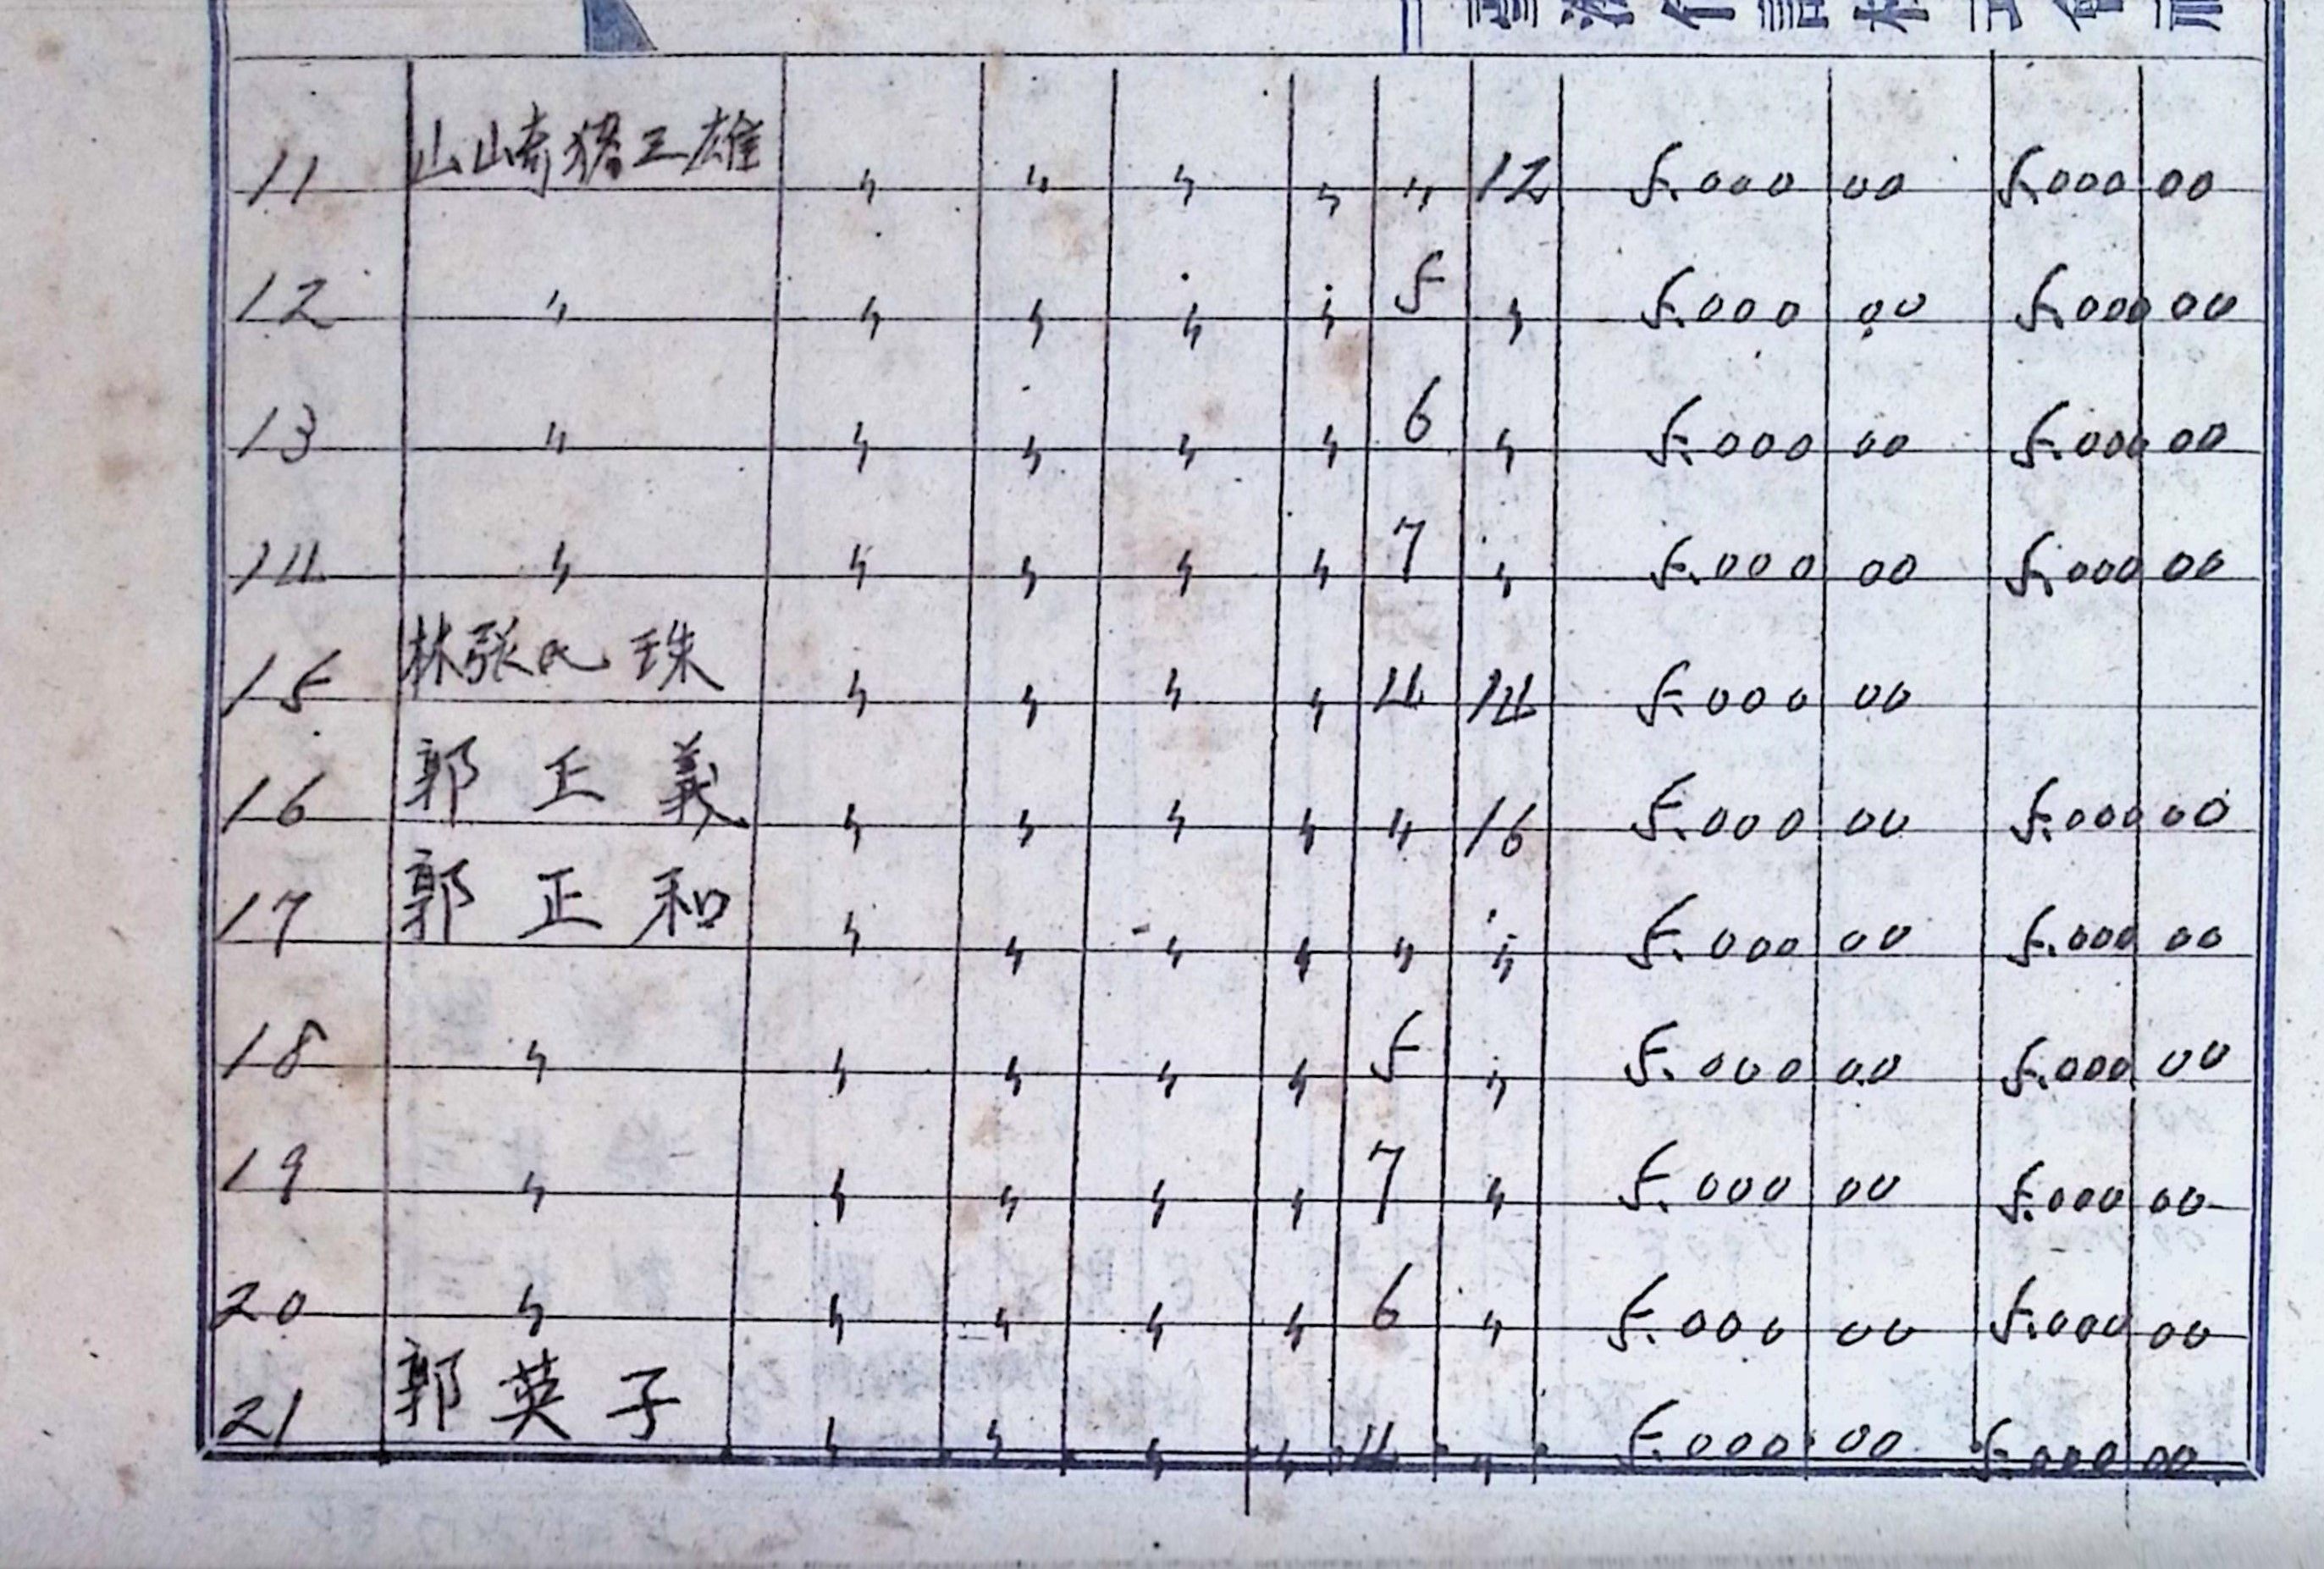 11 山崎猪三雄 〃 〃 〃 〃 〃 12 5.000 00 5.000 00
12 〃 〃 〃 〃 〃 5 〃 5.000 00 5.000 00
13 〃 〃 〃 〃 〃 6 〃 5.000 00 5.000 00
14 〃 〃 〃 〃 〃 7 〃 5.000 00 5.000 00
15 林張氏珠 〃 〃 〃 〃 4 14 5.000 00
16 郭正義 〃 〃 〃 〃 〃 16 5.000 00 5.000 00
17 郭正和 〃 〃 〃 〃 〃 〃 5.000 00 5.000 00
18 〃 〃 〃 〃 〃 5 〃 5.000 00 5.000 00
19 〃 〃 〃 〃 〃 7 〃 5.000 00 5.000 00
20 〃 〃 〃 〃 〃 6 〃 5.000 00 5.000 00
21 郭英子 〃 〃 〃 〃 4 〃 5.000 00 5.000 00